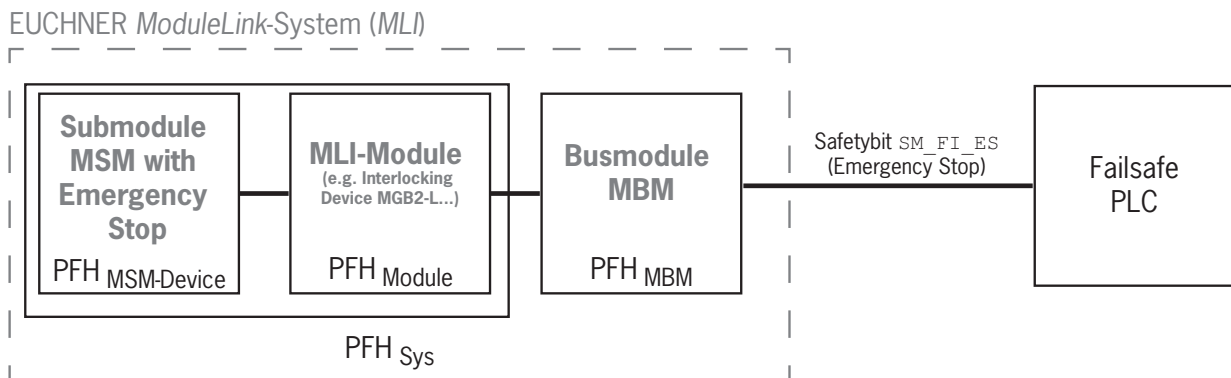 EUCHNER ModuleLink-System (MLI)
Submodule
MSM with
Emergency
Stop
PFH MSM-Device
MLI-Module
(e.g. Interlocking
Device MGB2-L...)
PFH Module
Busmodule
MBM
PFH MBM
PFH Sys
Safetybit SM_FI_ES
(Emergency Stop)
Failsafe
PLC